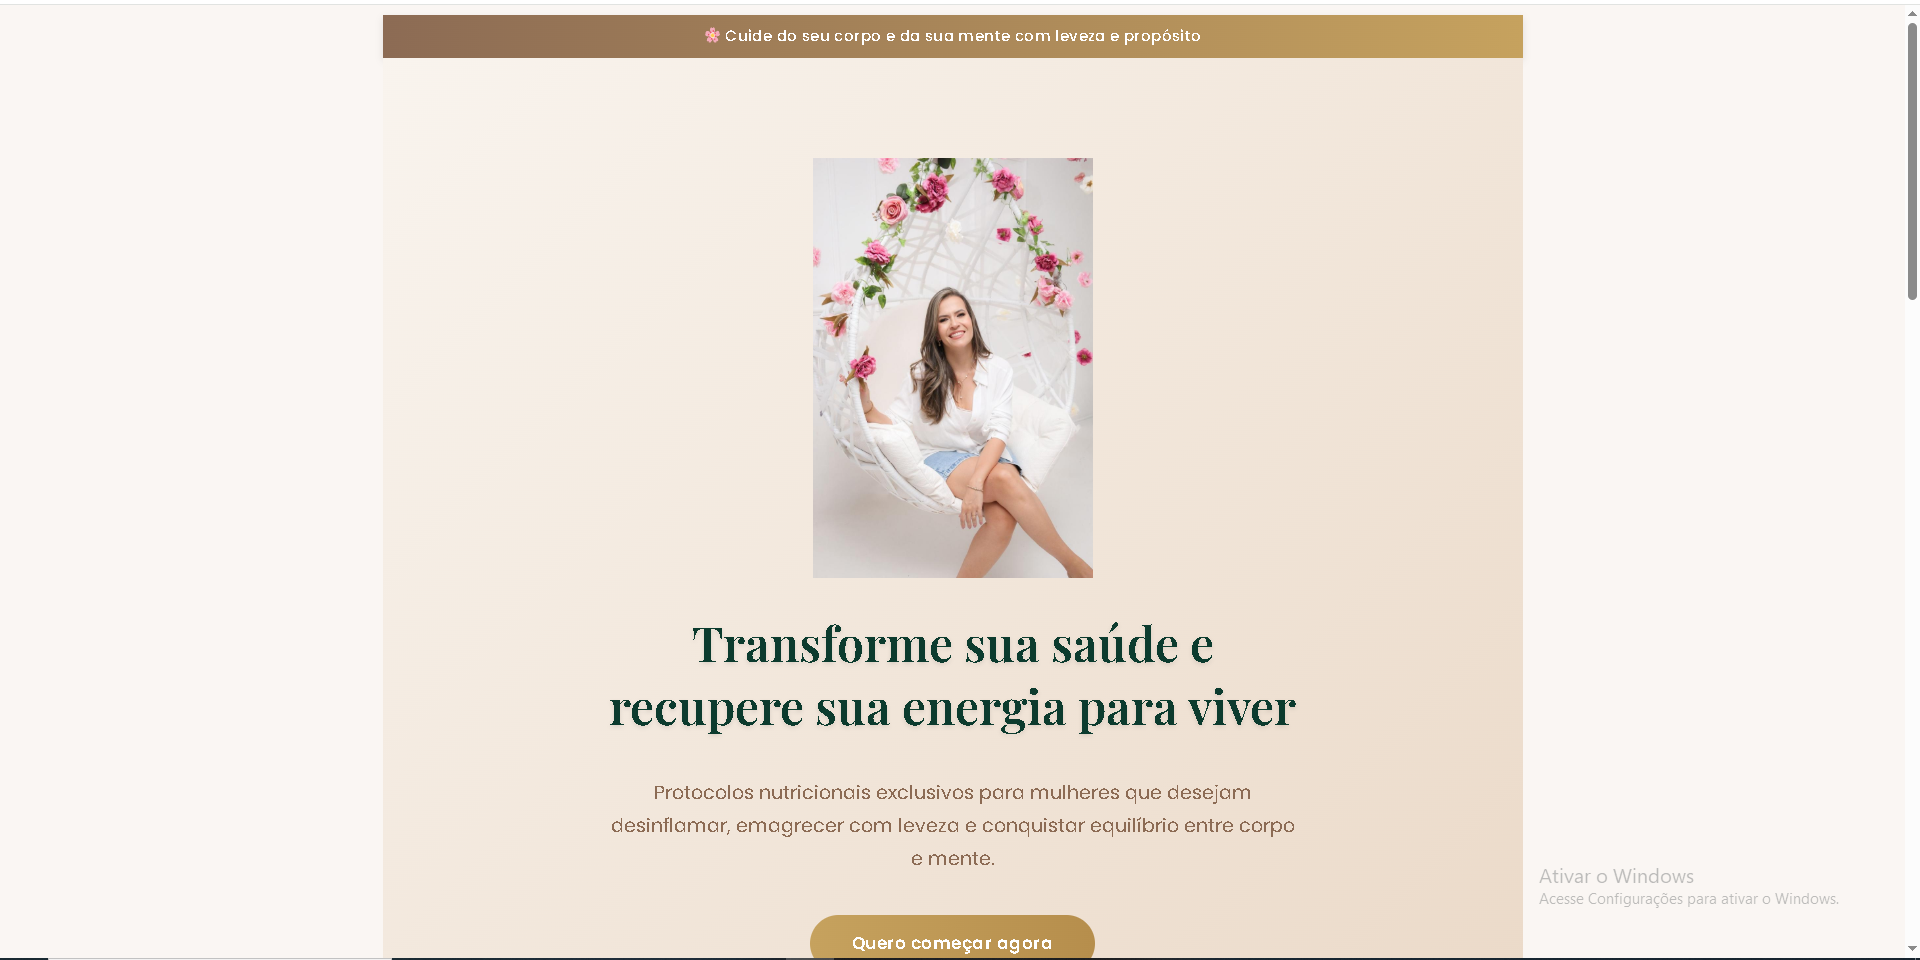 🌸 Cuide do seu corpo e da sua mente com leveza e propósito
Transforme sua saúde e
recupere sua energia para viver
Protocolos nutricionais exclusivos para mulheres que desejam
desinflamar, emagrecer com leveza e conquistar equilíbrio entre corpo
e mente.
Quero começar agora
Ativar o Windows
Acesse Configurações para ativar o Windows.